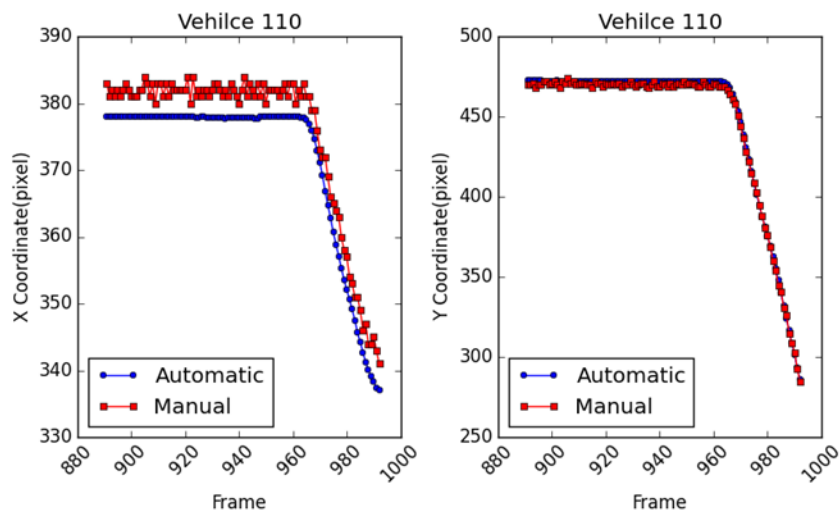 Vehilce 110
390
380
370
360
350
340
330
X Coordinate(pixel)
Automatic
Manual
880
900
920
940
960
980
1000
Frame
Vehilce 110
500
450
400
350
300
250
Y Coordinate(pixel)
Automatic
Manual
880
900
920
940
960
980
1000
Frame